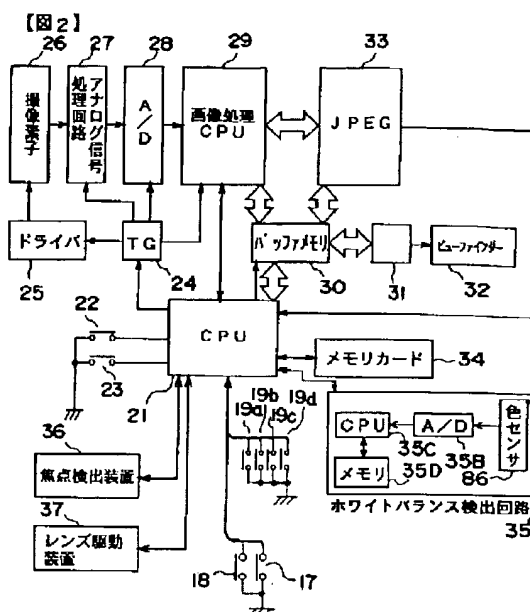 【図2】
26 27 28 29 33
撮像素子
アナログ信号
処理回路
A/D
画像処理
CPU
JPEG
ドライバ
TG
バッファメモリ
ビューファインダー
25
24
30
31
32
22
CPU
23
メモリカード
34
21
19a 19b 19c 19d
36
焦点検出装置
CPU
A/D
色センサ
35C
35B
86
メモリ
35D
ホワイトバランス検出回路
35
37
レンズ駆動
装置
18
17